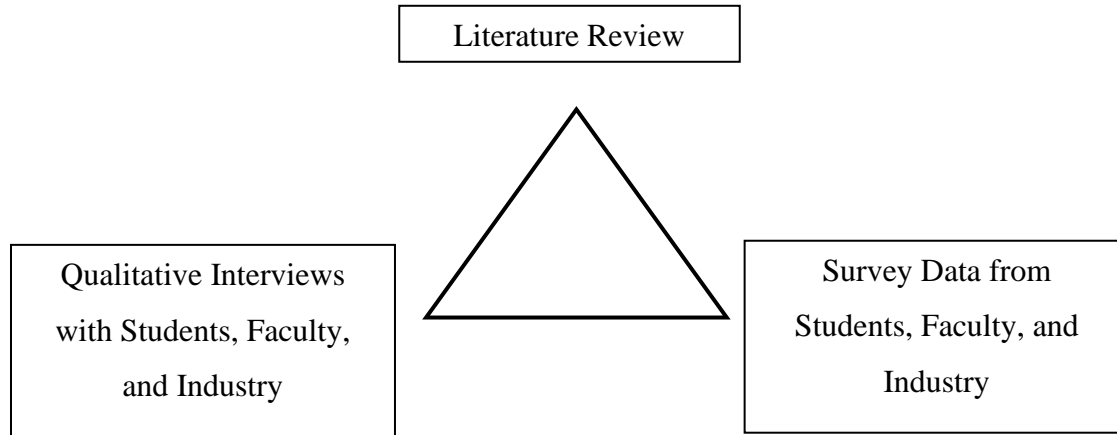 Literature Review
Qualitative Interviews
with Students, Faculty,
and Industry
Survey Data from
Students, Faculty, and
Industry